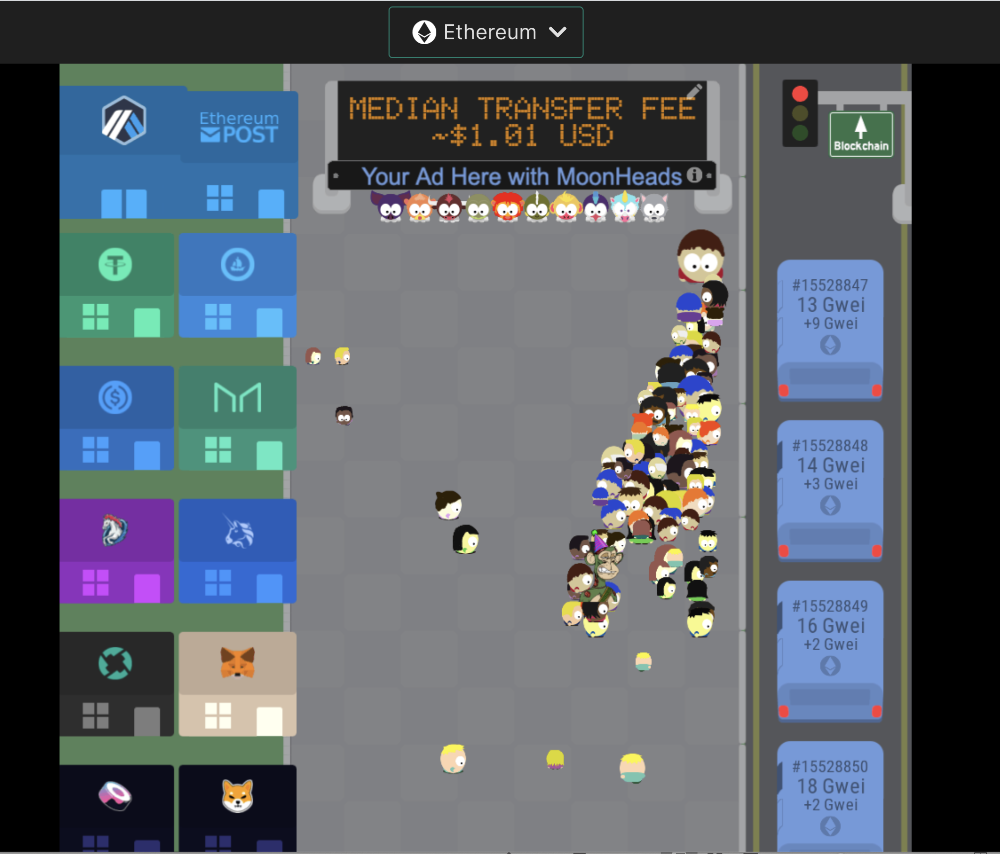 Ethereum
MEDIAN TRANSFER FEE
~$1.01 USD
Your Ad Here with MoonHeads
Ethereum
POST
Blockchain
#15528847
13 Gwei
+9 Gwei
#15528848
14 Gwei
+3 Gwei
#15528849
16 Gwei
+2 Gwei
#15528850
18 Gwei
+2 Gwei